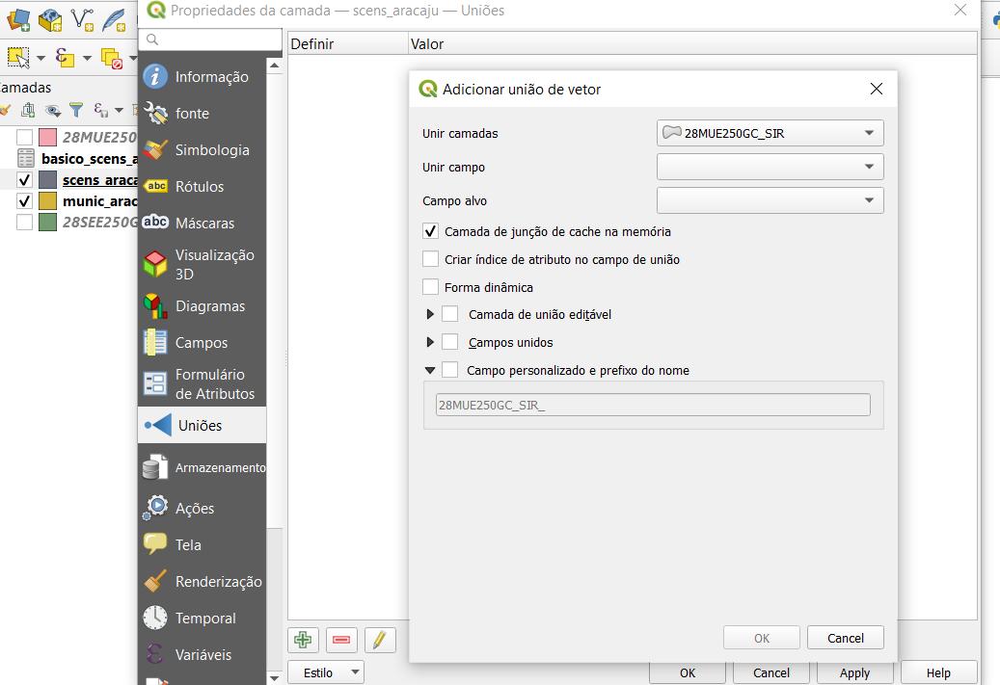 Propriedades da camada — scens_aracaju — Uniões
amadas
28MUE250
basico_scens_a
scens_araca
munic_arac
28SEE250G
Informação
fonte
Simbologia
abc
Rótulos
abc
Máscaras
Visualização
3D
Diagramas
Campos
Formulário
de Atributos
Uniões
Armazenamento
Ações
Tela
Renderização
Temporal
Variáveis
Definir
Valor
Adicionar união de vetor
Unir camadas
28MUE250GC_SIR
Unir campo
Campo alvo
Camada de junção de cache na memória
Criar índice de atributo no campo de união
Forma dinâmica
Camada de união editável
Campos unidos
Campo personalizado e prefixo do nome
28MUE250GC_SIR_
OK
Cancel
Estilo
OK
Cancel
Apply
Help